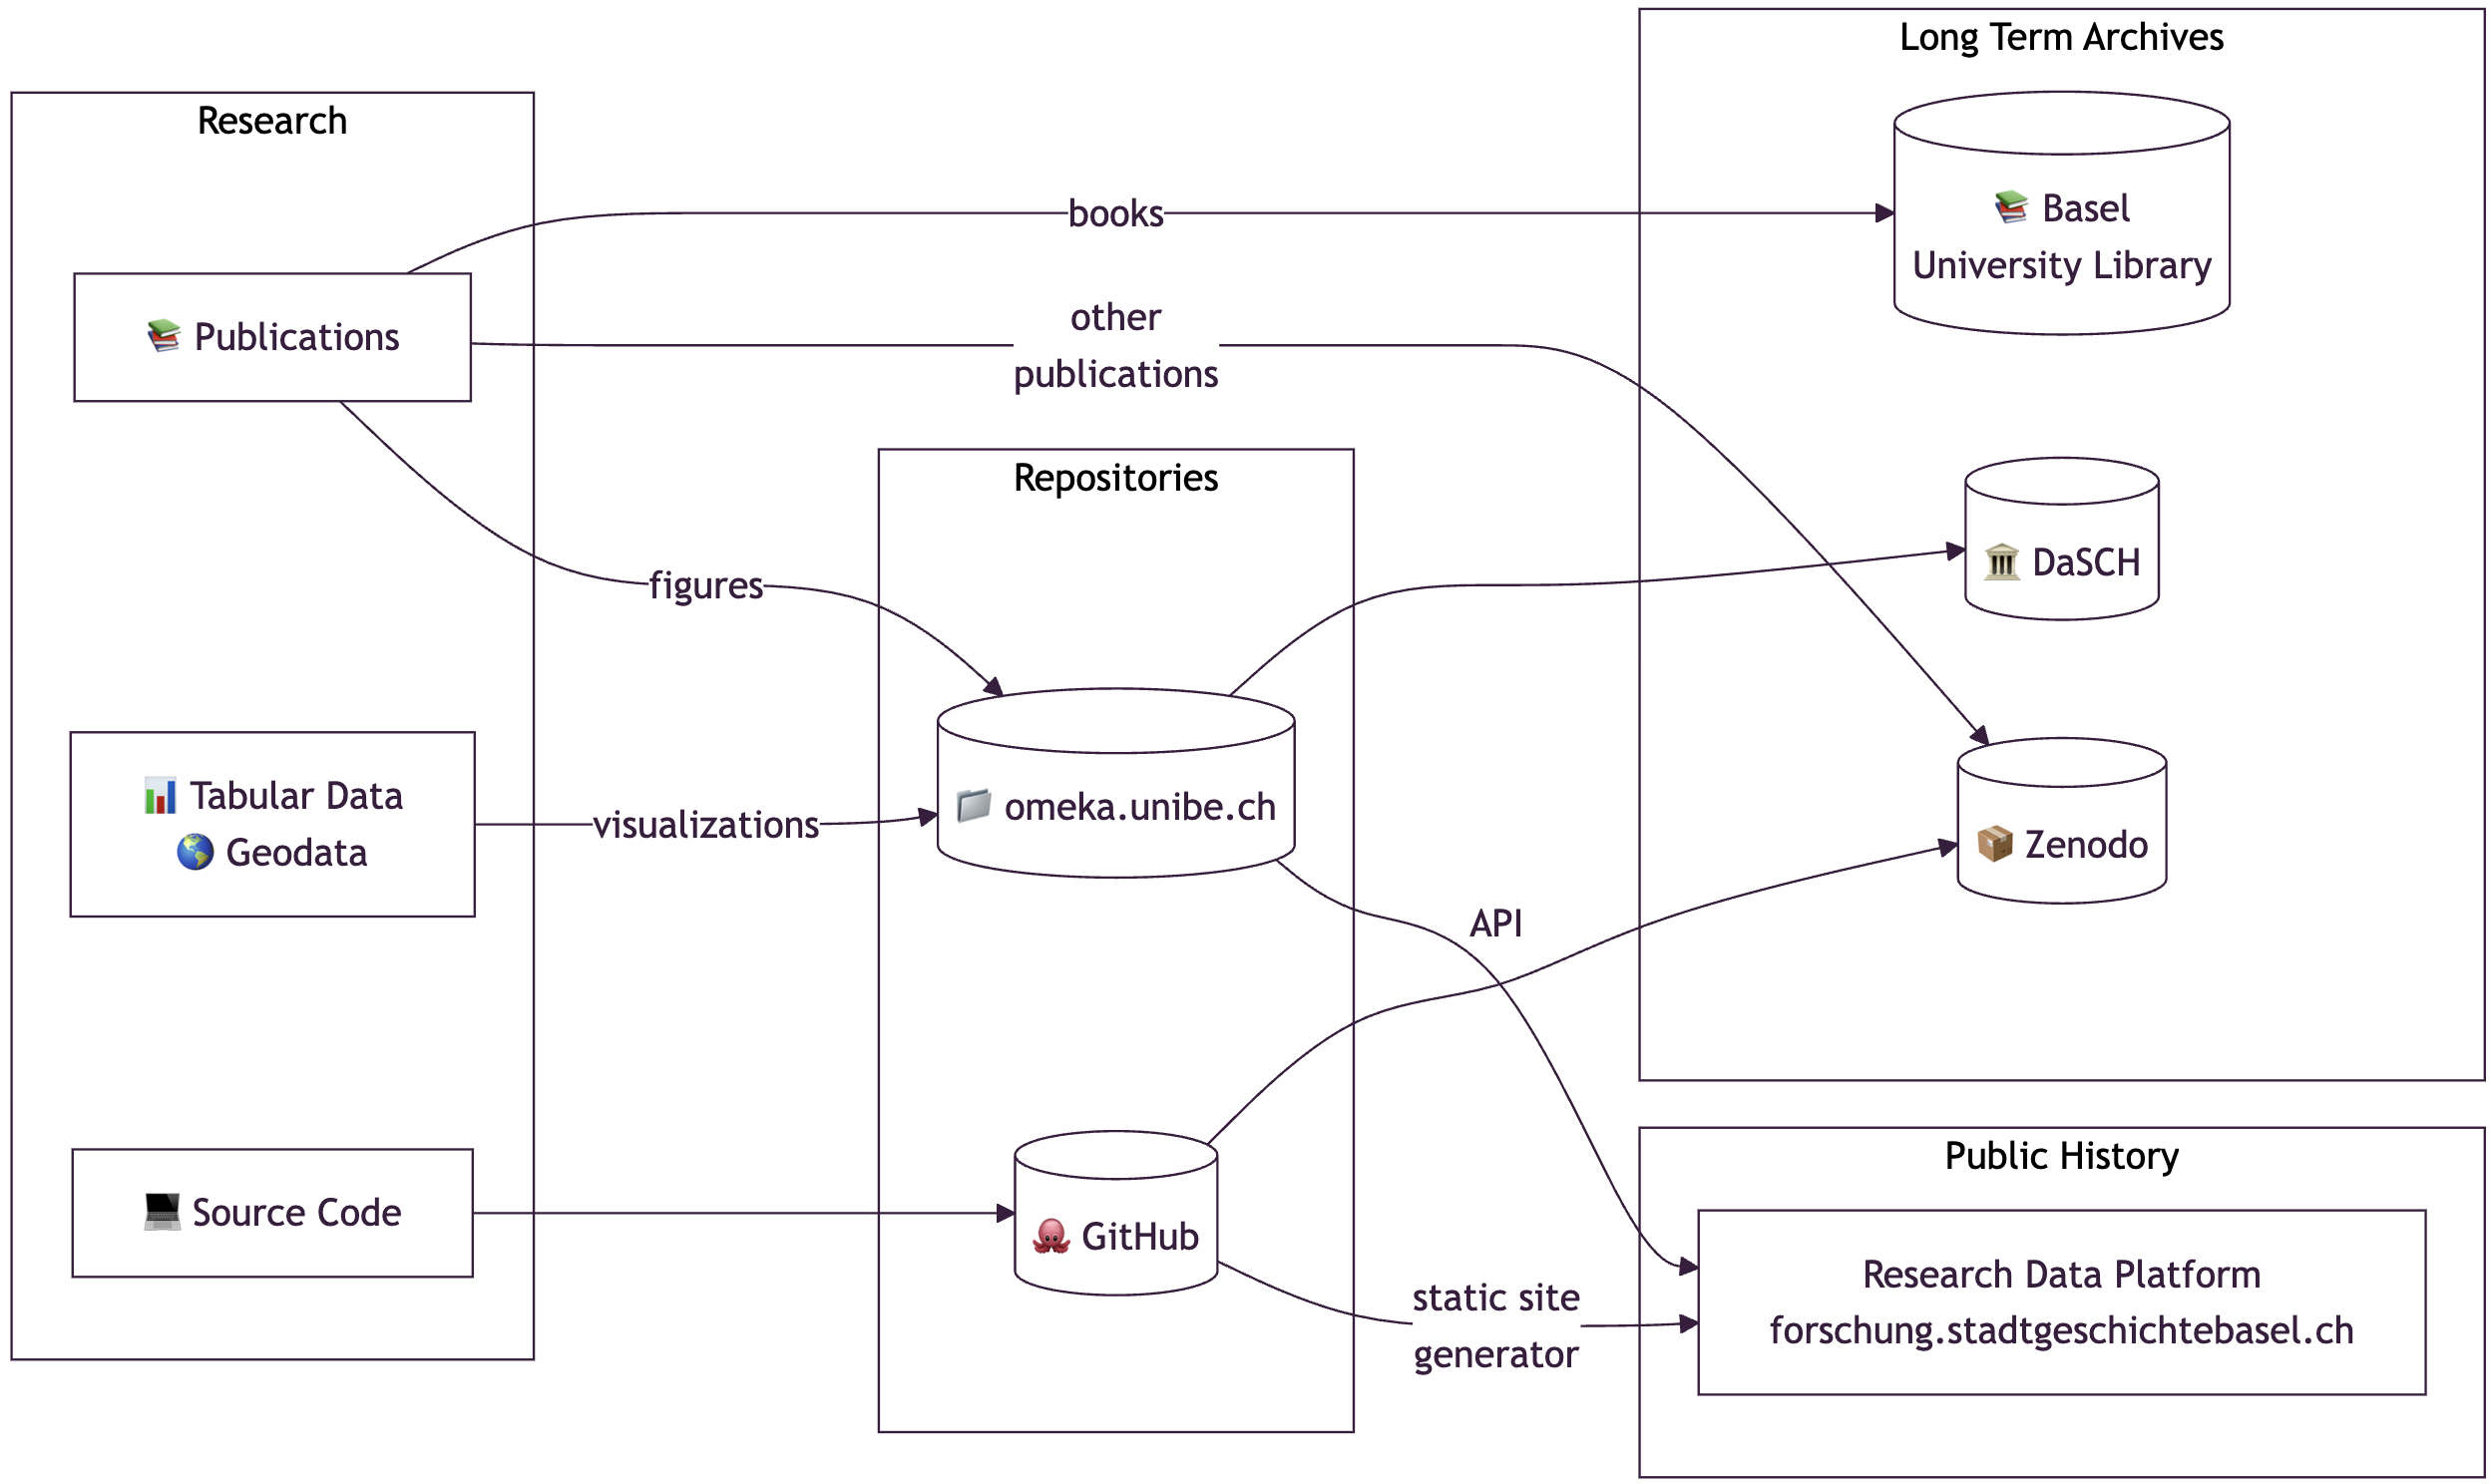 Research
📚 Publications
📊 Tabular Data
🌎 Geodata
💻 Source Code
books
other
publications
figures
visualizations
Repositories
📁 omeka.unibe.ch
🐙 GitHub
API
static site
generator
Long Term Archives
📚 Basel
University Library
🏛️ DaSCH
📦 Zenodo
Public History
Research Data Platform
forschung.stadtgeschichtebasel.ch